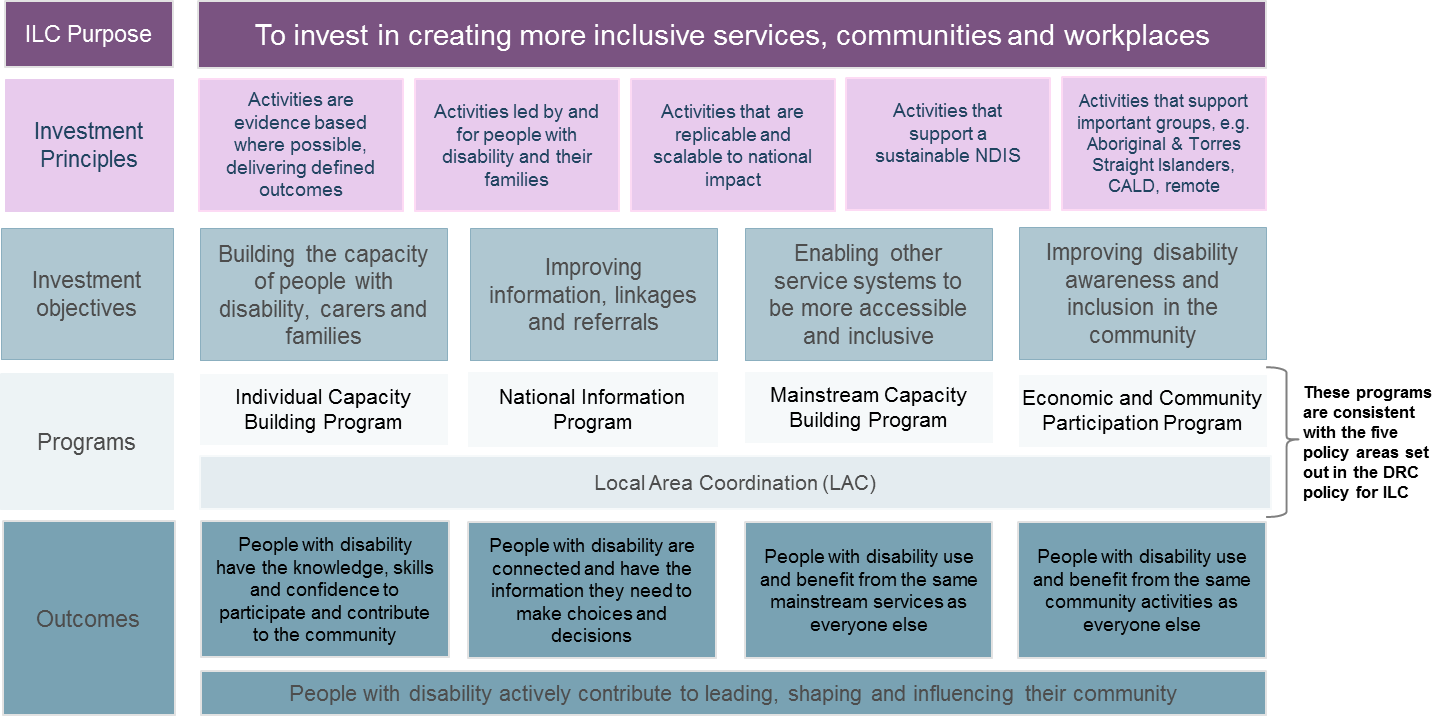 ILC Purpose
To invest in creating more inclusive services, communities and workplaces
Investment
Principles
Activities are
evidence based
where possible,
delivering defined
outcomes
Activities led by and
for people with
disability and their
families
Activities that are
replicable and
scalable to national
impact
Activities that
support a
sustainable NDIS
Activities that support
important groups, e.g.
Aboriginal & Torres
Straight Islanders,
CALD, remote
Investment
objectives
Building the capacity
of people with
disability, carers and
families
Improving
information, linkages
and referrals
Enabling other
service systems to
be more accessible
and inclusive
Improving disability
awareness and
inclusion in the
community
Programs
Individual Capacity
Building Program
National Information
Program
Mainstream Capacity
Building Program
Economic and Community
Participation Program
Local Area Coordination (LAC)
These programs
are consistent
with the five
policy areas set
out in the DRC
policy for ILC
Outcomes
People with disability
have the knowledge, skills
and confidence to
participate and contribute
to the community
People with disability are
connected and have the
information they need to
make choices and
decisions
People with disability use
and benefit from the same
mainstream services as
everyone else
People with disability use
and benefit from the same
community activities as
everyone else
People with disability actively contribute to leading, shaping and influencing their community